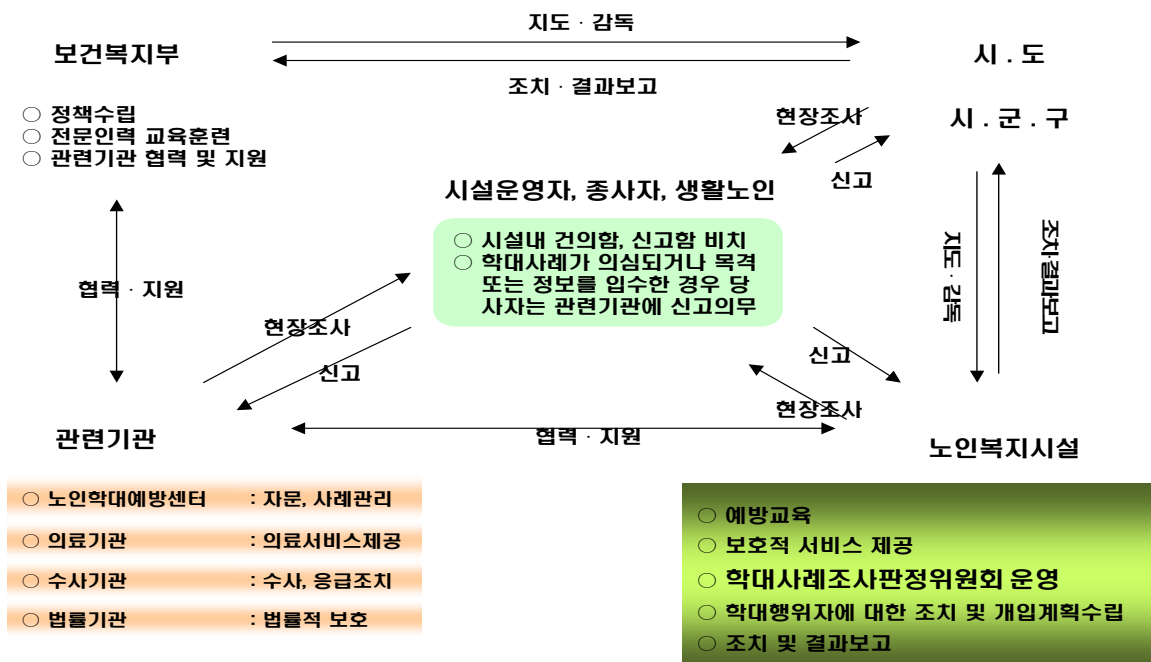 지도 · 감독
보건복지부
시 . 도
조치 · 결과보고
○ 정책수립
○ 전문인력 교육훈련
○ 관련기관 협력 및 지원
현장조사
시 . 군 . 구
신고
시설운영자, 종사자, 생활노인
○ 시설내 건의함, 신고함 비치
○ 학대사례가 의심되거나 목격
또는 정보를 입수한 경우 당
사자는 관련기관에 신고의무
지도 · 감독
조치·결과보고
협력 · 지원
현장조사
신고
신고
현장조사
관련기관
협력 · 지원
노인복지시설
○ 노인학대예방센터 : 자문, 사례관리
○ 의료기관 : 의료서비스제공
○ 수사기관 : 수사, 응급조치
○ 법률기관 : 법률적 보호
○ 예방교육
○ 보호적 서비스 제공
○ 학대사례조사판정위원회 운영
○ 학대행위자에 대한 조치 및 개입계획수립
○ 조치 및 결과보고